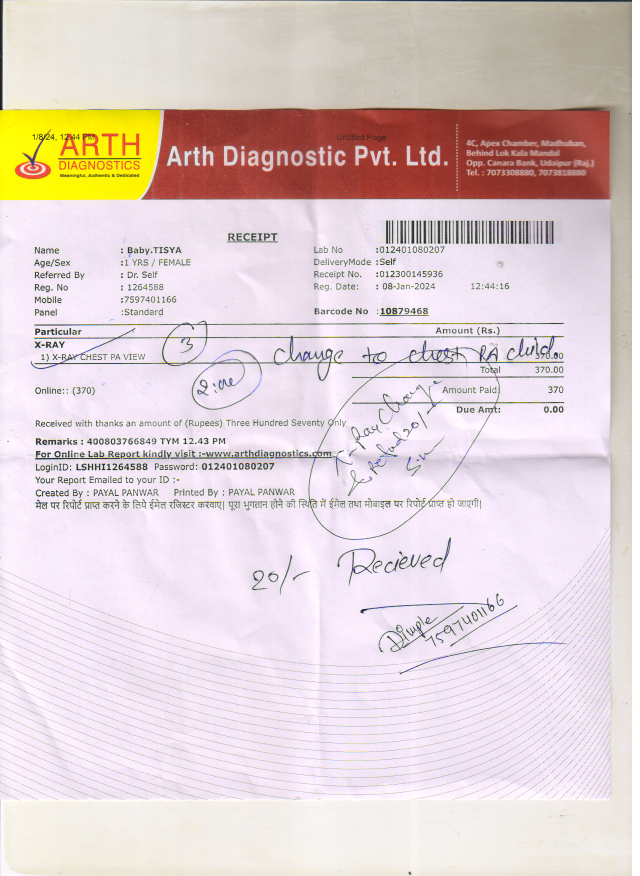 1/8/24, 12:44 PM
Untitled Page
ARTH
DIAGNOSTICS
Meaningful, Authentic & Dedicated
Arth Diagnostic Pvt. Ltd.
4C, Apex Chamber, Madhuban,
Behind Lok Kala Mandal
Opp. Canara Bank, Udaipur (Raj.)
Tel. : 7073308880, 7073818880
RECEIPT
Name : Baby.TISYA Lab No :012401080207
Age/Sex :1 YRS / FEMALE DeliveryMode :Self
Referred By : Dr. Self Receipt No. :012300145936
Reg. No : 1264588 Reg. Date: : 08-Jan-2024 12:44:16
Mobile :7597401166
Panel :Standard Barcode No :10879468
Particular Amount (Rs.)
X-RAY
1) X-RAY CHEST PA VIEW 370.00
3
change to chest PA child
Total 370.00
Online:: (370) Amount Paid: 370
Due Amt: 0.00
X-Ray Change
Refund 20/-
Received with thanks an amount of (Rupees) Three Hundred Seventy Only
Remarks : 400803766849 TYM 12.43 PM
For Online Lab Report kindly visit :-www.arthdiagnostics.com
LoginID: LSHHI1264588 Password: 012401080207
Your Report Emailed to your ID :-
Created By : PAYAL PANWAR Printed By : PAYAL PANWAR
मेल पर रिपोर्ट प्राप्त करने के लिये ईमेल रजिस्टर करवाए। पूरा भुगतान होने की स्थिति में ईमेल तथा मोबाइल पर रिपोर्ट प्राप्त हो जाएगी।
20/- Recieved
Dimple
7597401166